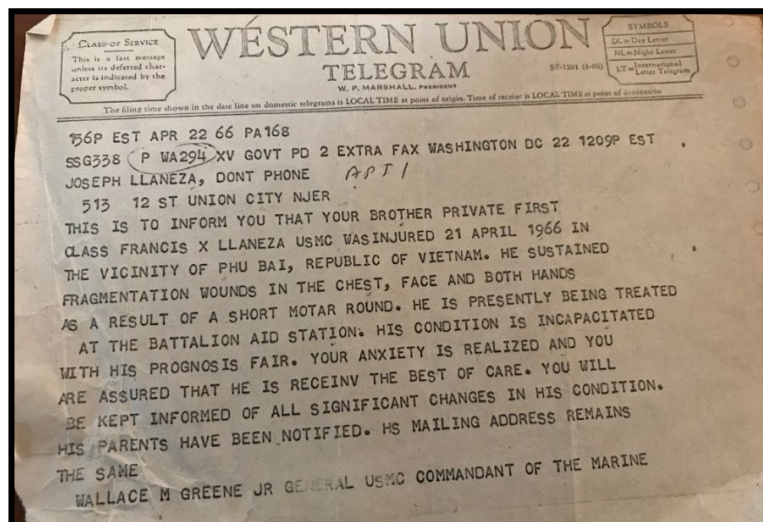 CLASS OF SERVICE
This is a fast message
unless its deferred char-
acter is indicated by the
proper symbol.
WESTERN UNION
TELEGRAM
W. P. MARSHALL, PRESIDENT
SF-1201 (4-60)
SYMBOLS
DL=Day Letter
NL=Night Letter
LT=International Letter Telegram
The filing time shown in the date line on domestic telegrams is LOCAL TIME at point of origin. Time of receipt is LOCAL TIME at point of destination
156P EST APR 22 66 PA168
SSG338 P WA294 XV GOVT PD 2 EXTRA FAX WASHINGTON DC 22 1209P EST
JOSEPH LLANEZA, DONT PHONE APT 1
513 12 ST UNION CITY NJER
THIS IS TO INFORM YOU THAT YOUR BROTHER PRIVATE FIRST
CLASS FRANCIS X LLANEZA USMC WASINJURED 21 APRIL 1966 IN
THE VICINITY OF PHU BAI, REPUBLIC OF VIETNAM. HE SUSTAINED
FRAGMENTATION WOUNDS IN THE CHEST, FACE AND BOTH HANDS
AS A RESULT OF A SHORT MOTAR ROUND. HE IS PRESENTLY BEING TREATED
AT THE BATTALION AID STATION. HIS CONDITION IS INCAPACITATED
WITH HIS PROGNOSIS FAIR. YOUR ANXIETY IS REALIZED AND YOU
ARE ASSURED THAT HE IS RECEINV THE BEST OF CARE. YOU WILL
BE KEPT INFORMED OF ALL SIGNIFICANT CHANGES IN HIS CONDITION.
HIS PARENTS HAVE BEEN NOTIFIED. HS MAILING ADDRESS REMAINS
THE SAME
WALLACE M GREENE JR GENERAL USMC COMMANDANT OF THE MARINE